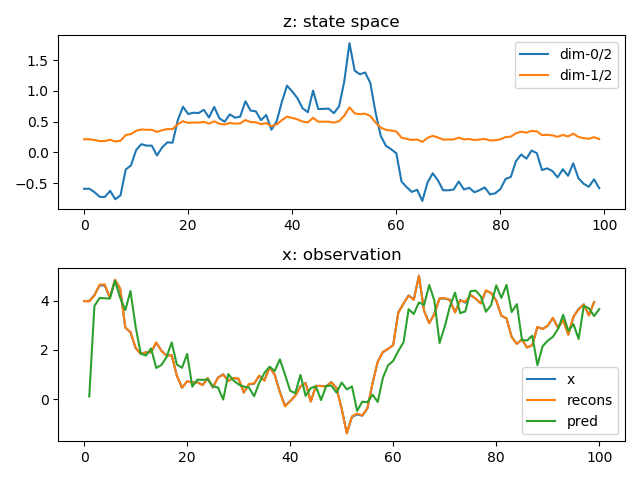 z: state space
1.5
1.0
0.5
0.0
−0.5
dim-0/2
dim-1/2
0 20 40 60 80 100
x: observation
4
2
0
x
recons
pred
0 20 40 60 80 100